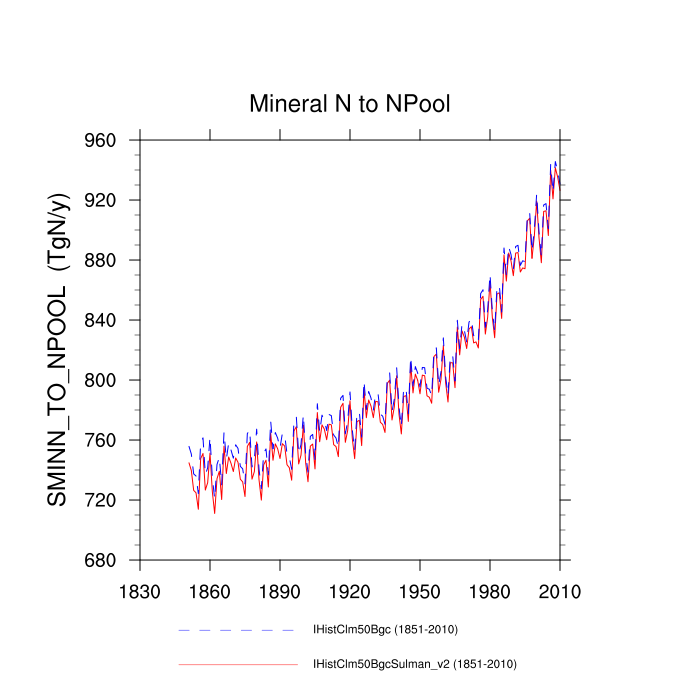 Mineral N to NPool
SMINN_TO_NPOOL (TgN/y)
960
920
880
840
800
760
720
680
1830 1860 1890 1920 1950 1980 2010
IHistClm50Bgc (1851-2010)
IHistClm50BgcSulman_v2 (1851-2010)